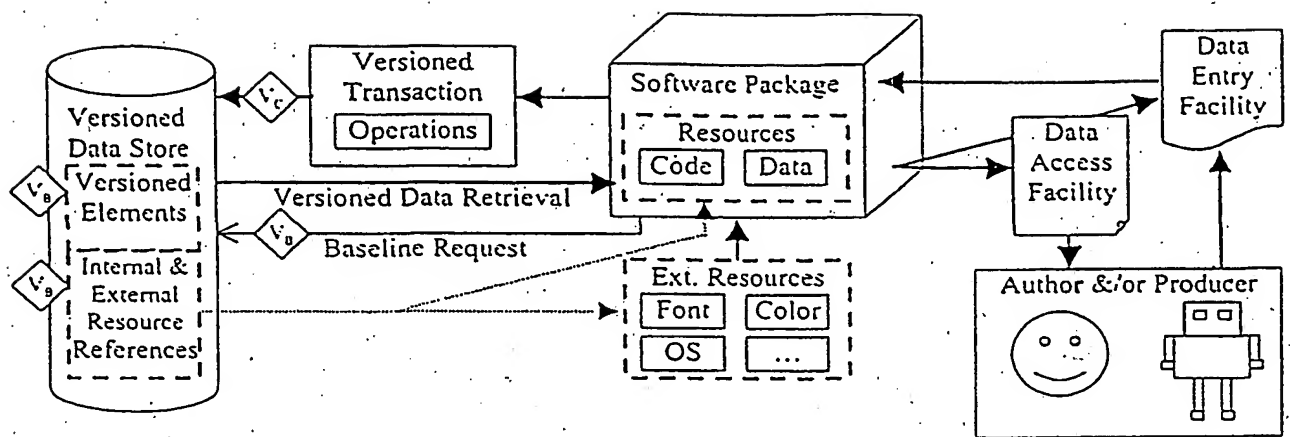 Versioned
Data Store
Versioned
Elements
Internal &
External
Resource
References
Versioned
Transaction
Operations
Versioned Data Retrieval
Baseline Request
Software Package
Resources
Code
Data
Ext. Resources
Font
Color
OS
...
Data
Entry
Facility
Data
Access
Facility
Author &/or Producer